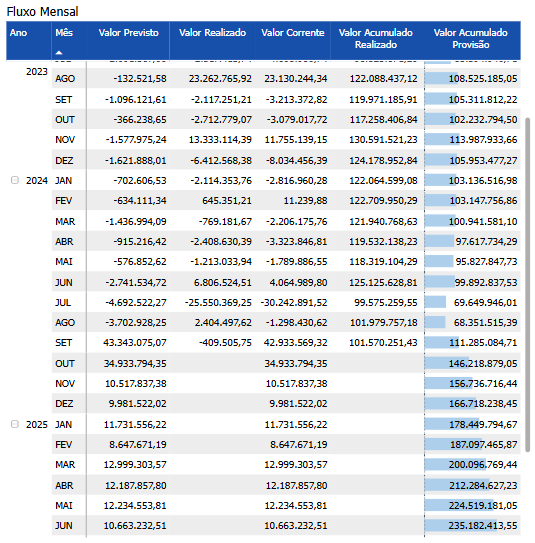 Fluxo Mensal
Ano Mês Valor Previsto Valor Realizado Valor Corrente Valor Acumulado Realizado Valor Acumulado Provisão
2023 AGO -132.521,58 23.262.765,92 23.130.244,34 122.088.437,12 108.525.185,05
SET -1.096.121,61 -2.117.251,21 -3.213.372,82 119.971.185,91 105.311.812,22
OUT -366.238,65 -2.712.779,07 -3.079.017,72 117.258.406,84 102.232.794,50
NOV -1.577.975,24 13.333.114,39 11.755.139,15 130.591.521,23 113.987.933,66
DEZ -1.621.888,01 -6.412.568,38 -8.034.456,39 124.178.952,84 105.953.477,27
2024 JAN -702.606,53 -2.114.353,76 -2.816.960,28 122.064.599,08 103.136.516,98
FEV -634.111,34 645.351,21 11.239,88 122.709.950,29 103.147.756,86
MAR -1.436.994,09 -769.181,67 -2.206.175,76 121.940.768,63 100.941.581,10
ABR -915.216,42 -2.408.630,39 -3.323.846,81 119.532.138,23 97.617.734,29
MAI -576.852,62 -1.213.033,94 -1.789.886,55 118.319.104,29 95.827.847,73
JUN -2.741.534,72 6.806.524,51 4.064.989,80 125.125.628,81 99.892.837,53
JUL -4.692.522,27 -25.550.369,25 -30.242.891,52 99.575.259,55 69.649.946,01
AGO -3.702.928,25 2.404.497,62 -1.298.430,62 101.979.757,18 68.351.515,39
SET 43.343.075,07 -409.505,75 42.933.569,32 101.570.251,43 111.285.084,71
OUT 34.933.794,35 34.933.794,35 146.218.879,05
NOV 10.517.837,38 10.517.837,38 156.736.716,44
DEZ 9.981.522,02 9.981.522,02 166.718.238,45
2025 JAN 11.731.556,22 11.731.556,22 178.449.794,67
FEV 8.647.671,19 8.647.671,19 187.097.465,87
MAR 12.999.303,57 12.999.303,57 200.096.769,44
ABR 12.187.857,80 12.187.857,80 212.284.627,23
MAI 12.234.553,81 12.234.553,81 224.519.181,05
JUN 10.663.232,51 10.663.232,51 235.182.413,55